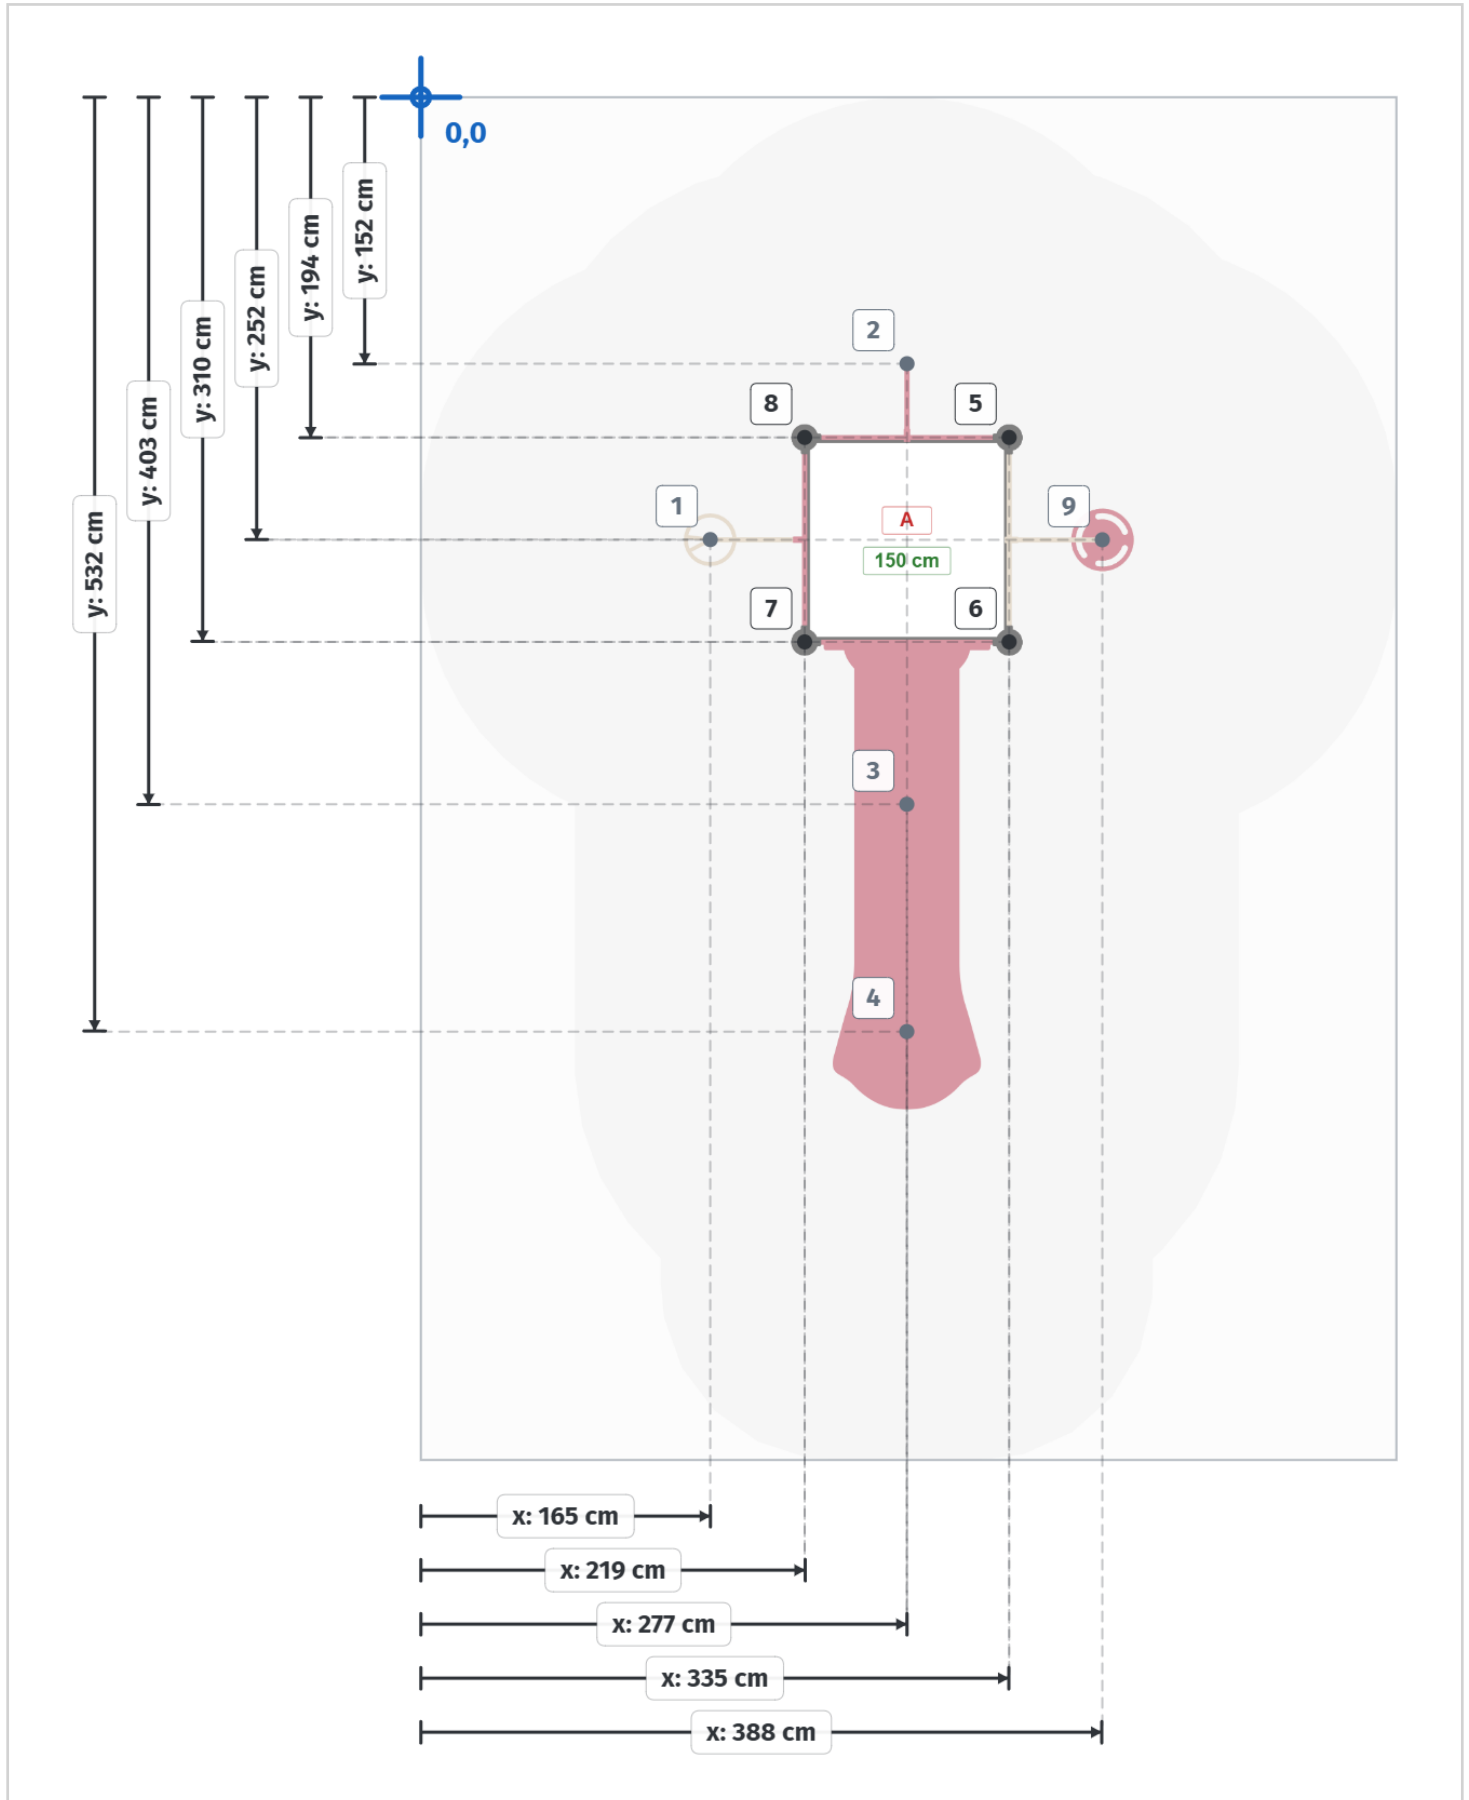 0,0
y: 152 cm
y: 194 cm
y: 252 cm
y: 310 cm
y: 403 cm
y: 532 cm
2
8
5
1
9
A
150 cm
7
6
3
4
x: 165 cm
x: 219 cm
x: 277 cm
x: 335 cm
x: 388 cm